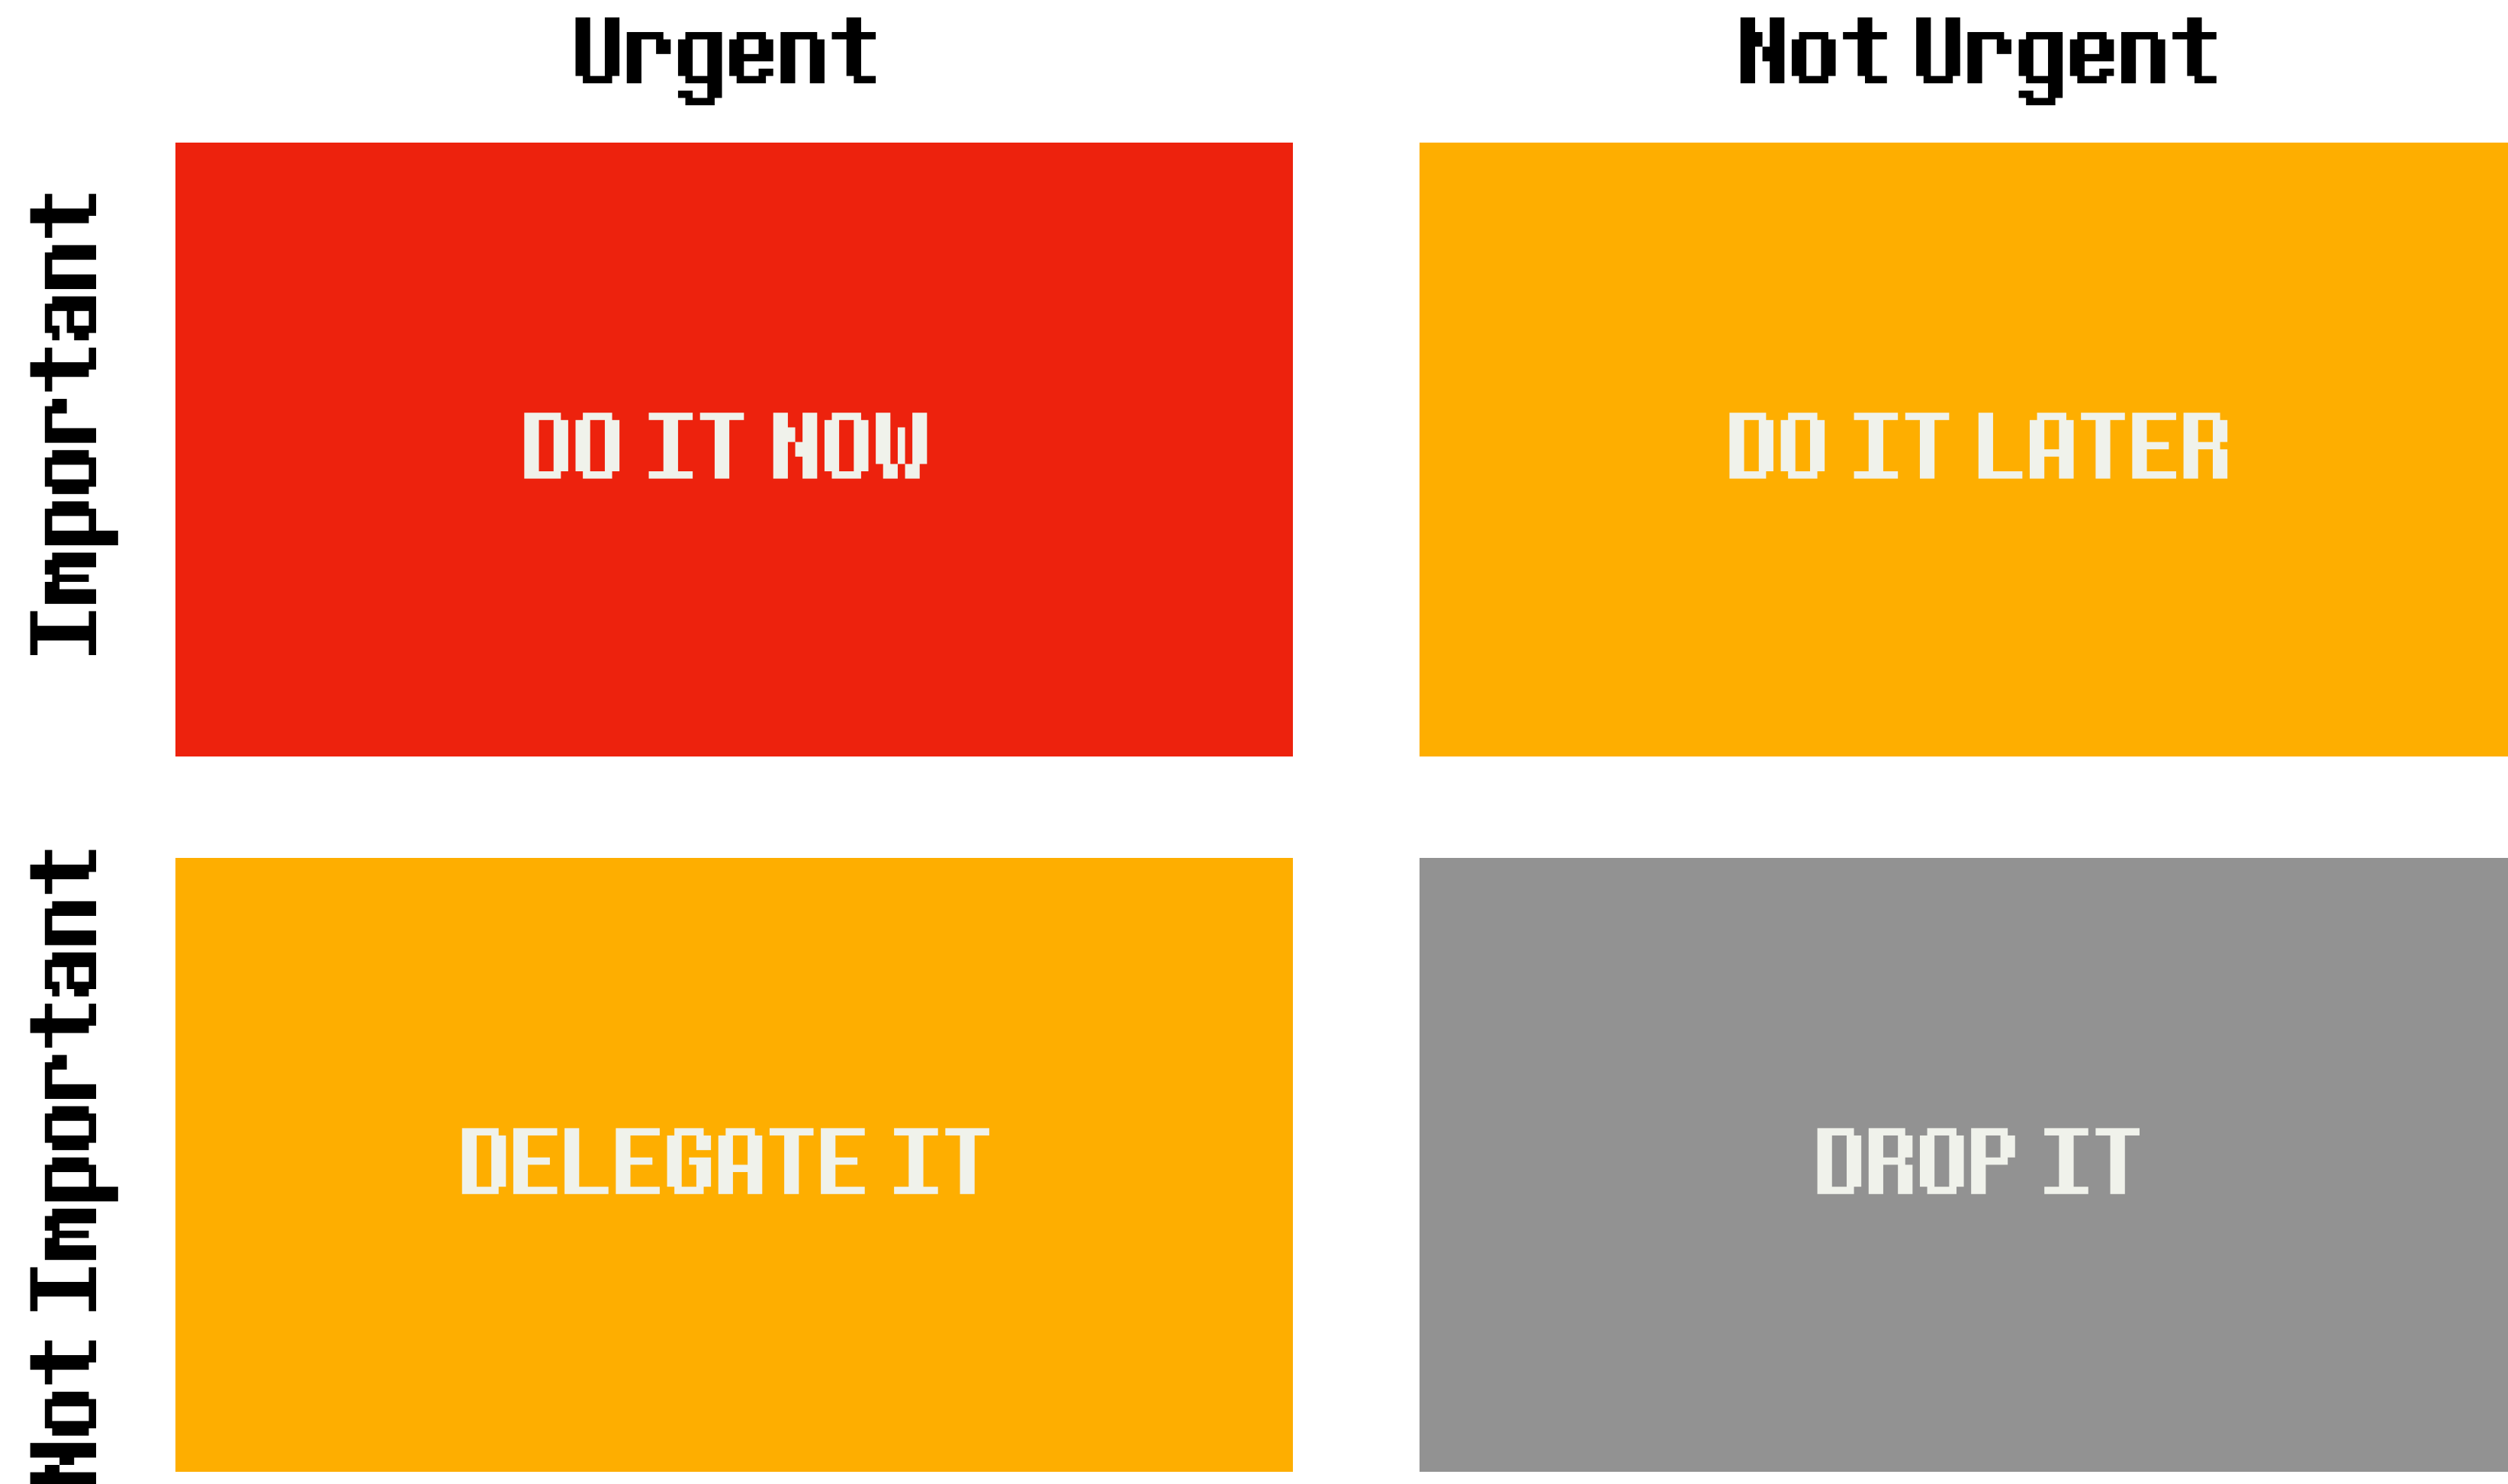 Urgent
Not Urgent
Important
DO IT NOW
DO IT LATER
Not Important
DELEGATE IT
DROP IT